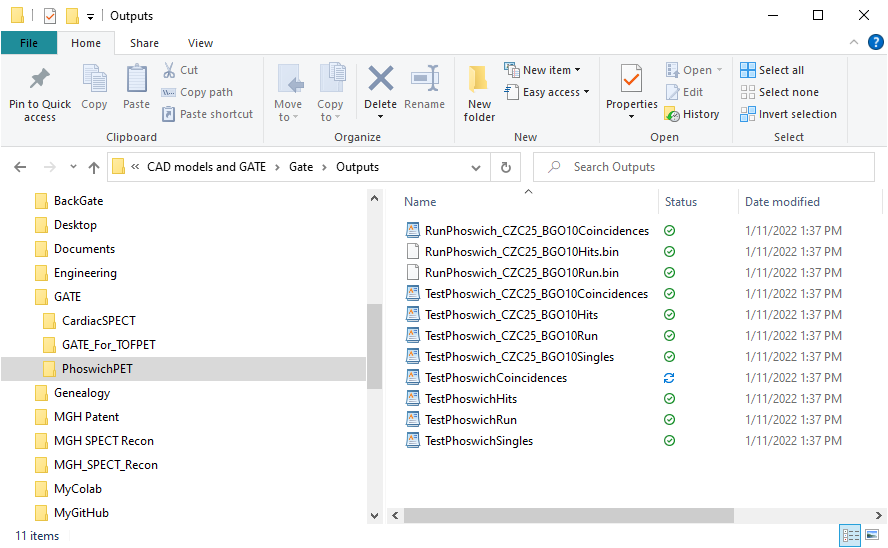 Outputs
File Home Share View
Pin to Quick access
Copy
Paste
Cut
Copy path
Paste shortcut
Clipboard
Move to
Copy to
Delete
Rename
Organize
New folder
New item
Easy access
New
Properties
Open
Edit
History
Open
Select all
Select none
Invert selection
Select
« CAD models and GATE > Gate > Outputs
Search Outputs
BackGate
Desktop
Documents
Engineering
GATE
CardiacSPECT
GATE_For_TOFPET
PhoswichPET
Genealogy
MGH Patent
MGH SPECT Recon
MGH_SPECT_Recon
MyColab
MyGitHub
Name Status Date modified
RunPhoswich_CZC25_BGO10Coincidences 1/11/2022 1:37 PM
RunPhoswich_CZC25_BGO10Hits.bin 1/11/2022 1:37 PM
RunPhoswich_CZC25_BGO10Run.bin 1/11/2022 1:37 PM
TestPhoswich_CZC25_BGO10Coincidences 1/11/2022 1:37 PM
TestPhoswich_CZC25_BGO10Hits 1/11/2022 1:37 PM
TestPhoswich_CZC25_BGO10Run 1/11/2022 1:37 PM
TestPhoswich_CZC25_BGO10Singles 1/11/2022 1:37 PM
TestPhoswichCoincidences 1/11/2022 1:37 PM
TestPhoswichHits 1/11/2022 1:37 PM
TestPhoswichRun 1/11/2022 1:37 PM
TestPhoswichSingles 1/11/2022 1:37 PM
11 items